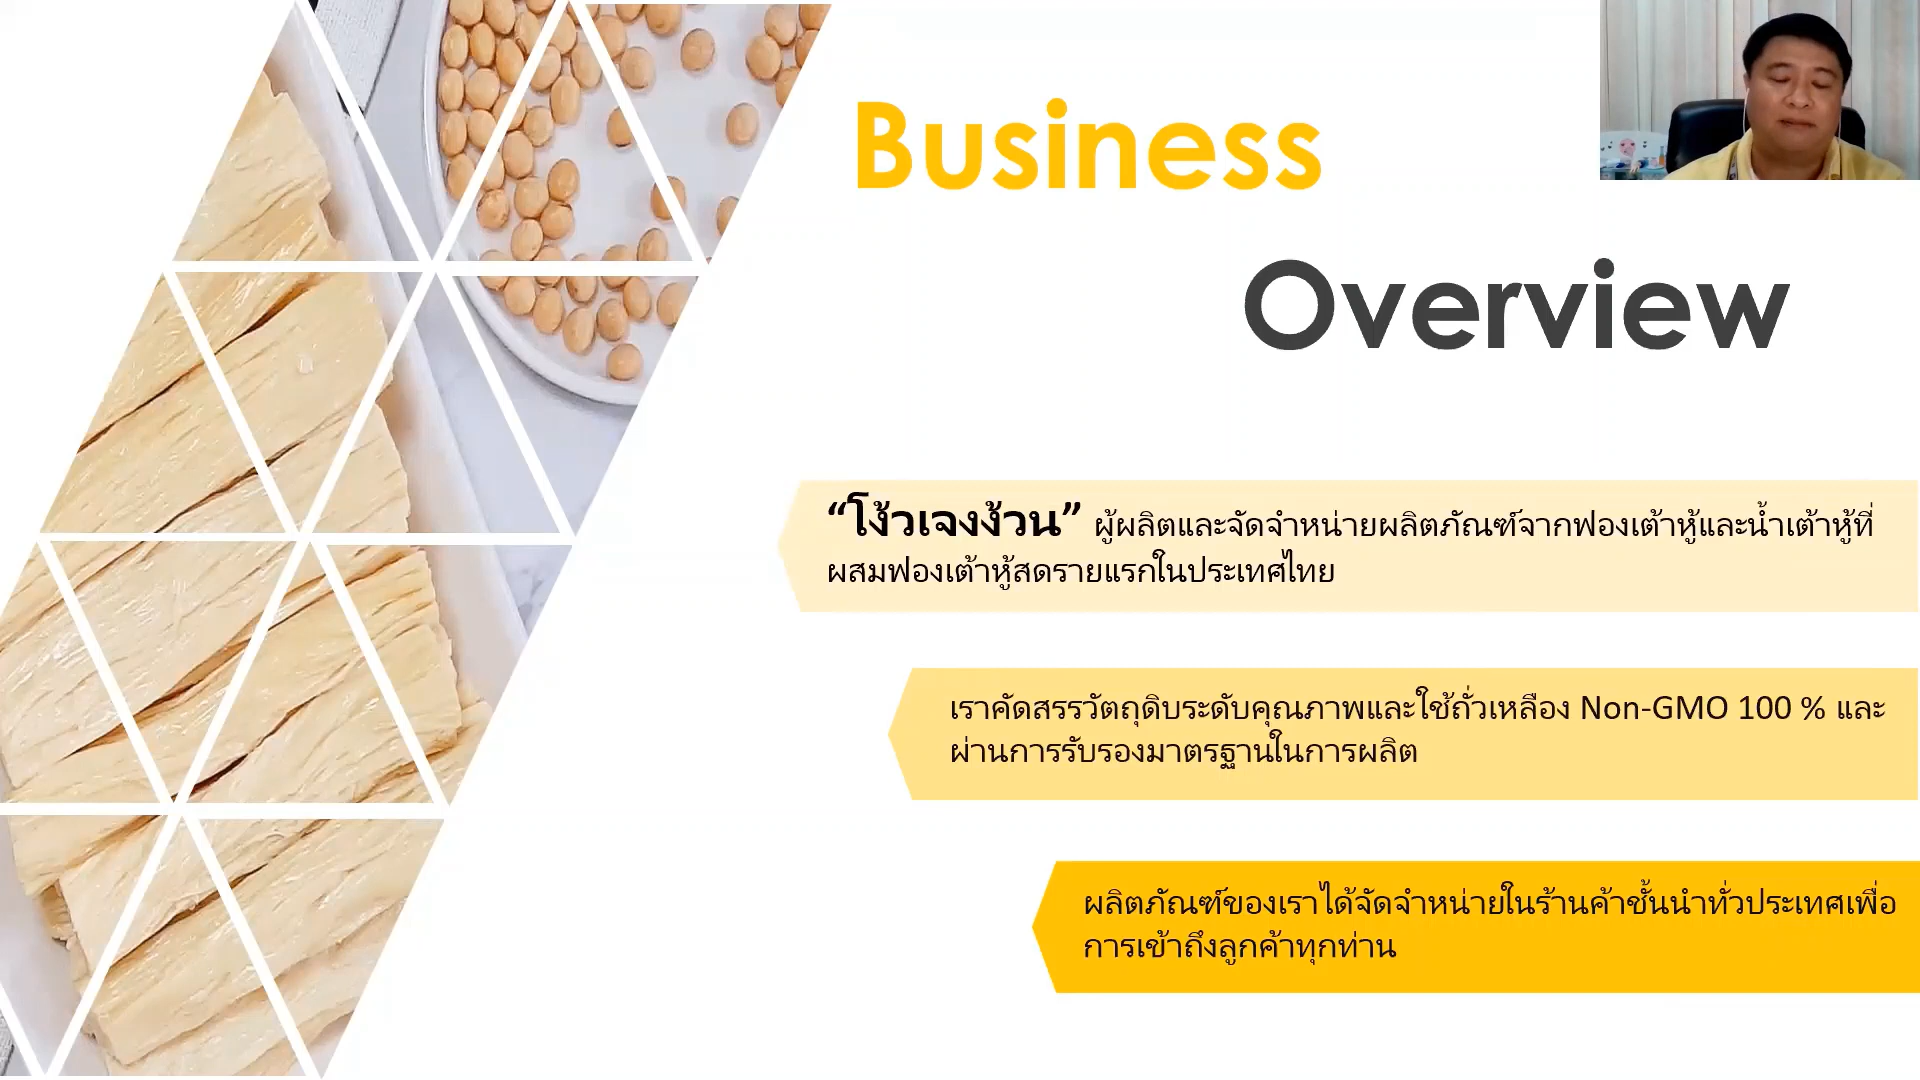 Business
Overview
“โง้วเจงง้วน” ผู้ผลิตและจัดจำหน่ายผลิตภัณฑ์จากฟองเต้าหู้และน้ำเต้าหู้ที่
ผสมฟองเต้าหู้สดรายแรกในประเทศไทย
เราคัดสรรวัตถุดิบระดับคุณภาพและใช้ถั่วเหลือง Non-GMO 100 % และ
ผ่านการรับรองมาตรฐานในการผลิต
ผลิตภัณฑ์ของเราได้จัดจำหน่ายในร้านค้าชั้นนำทั่วประเทศเพื่อ
การเข้าถึงลูกค้าทุกท่าน